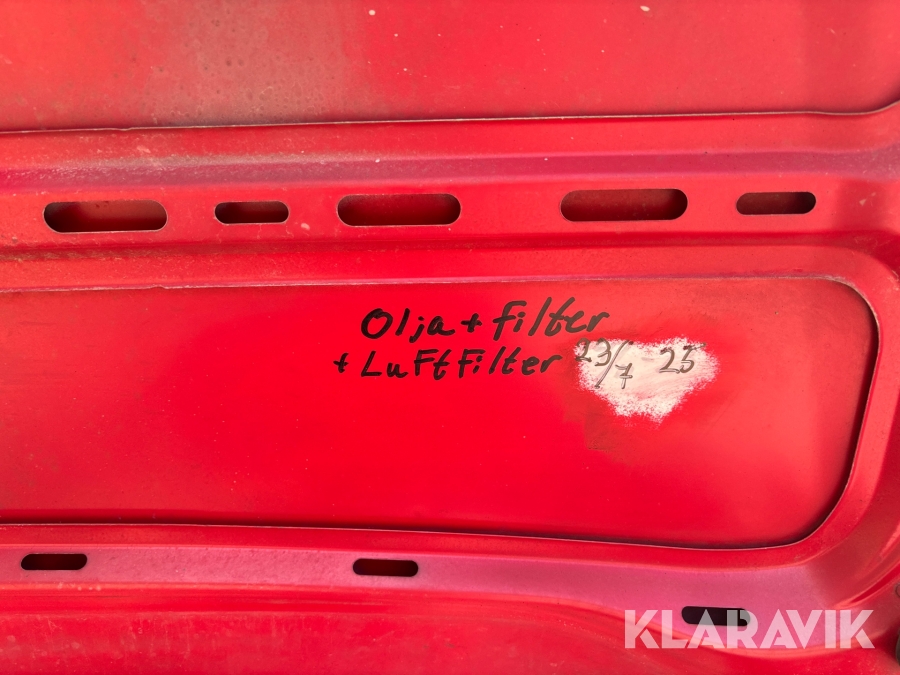 Olja + filter
+ Luftfilter 23/7 25
KLARAVIK